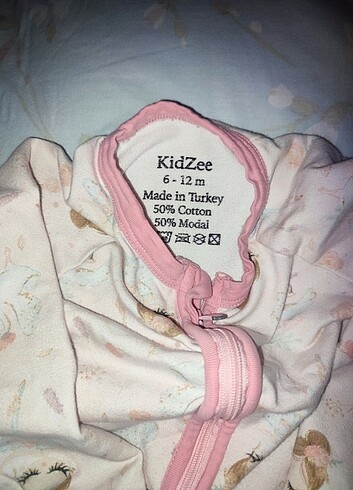 KidZee
6 - 12 m
Made in Turkey
50% Cotton
50% Modal